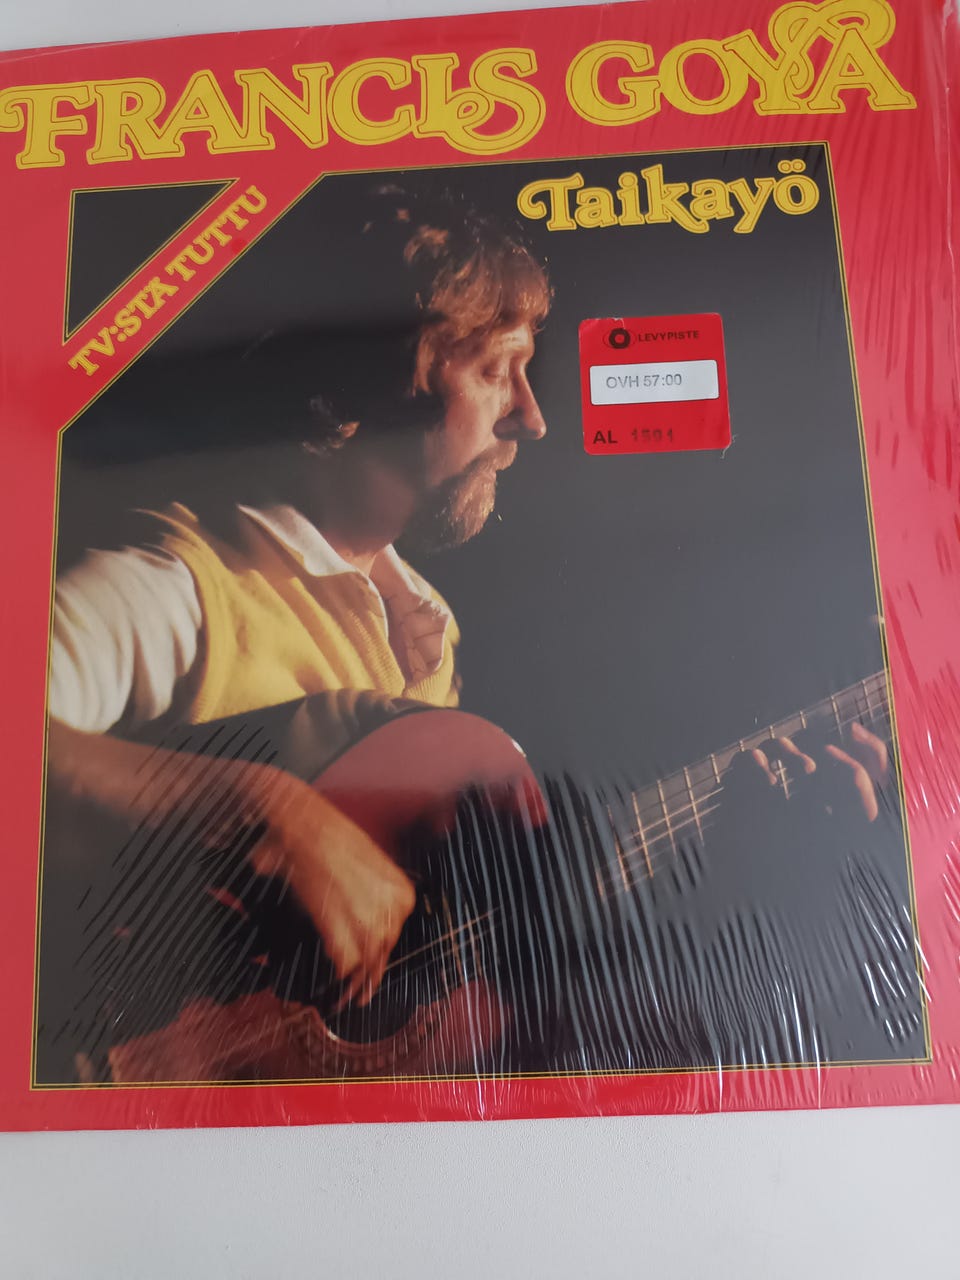 FRANCIS GOYA
Taikayö
TV:STÄ TUTTU
LEVYPISTE
OVH 57:00
AL 1591